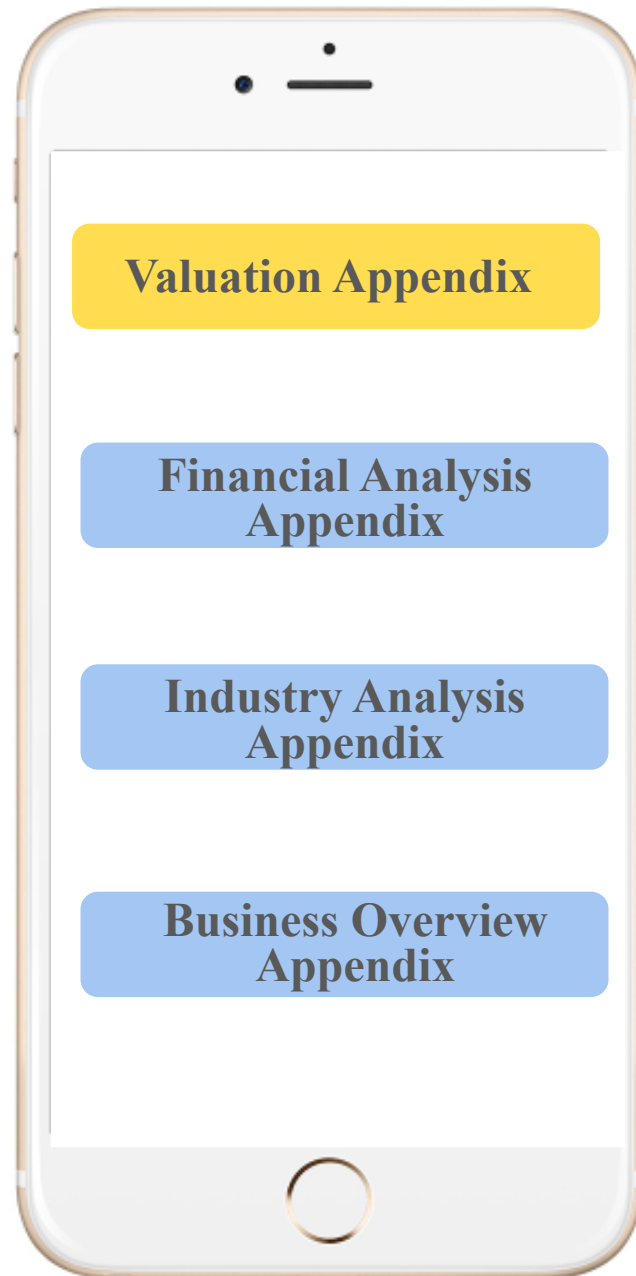 Valuation Appendix
Financial Analysis
Appendix
Industry Analysis
Appendix
Business Overview
Appendix